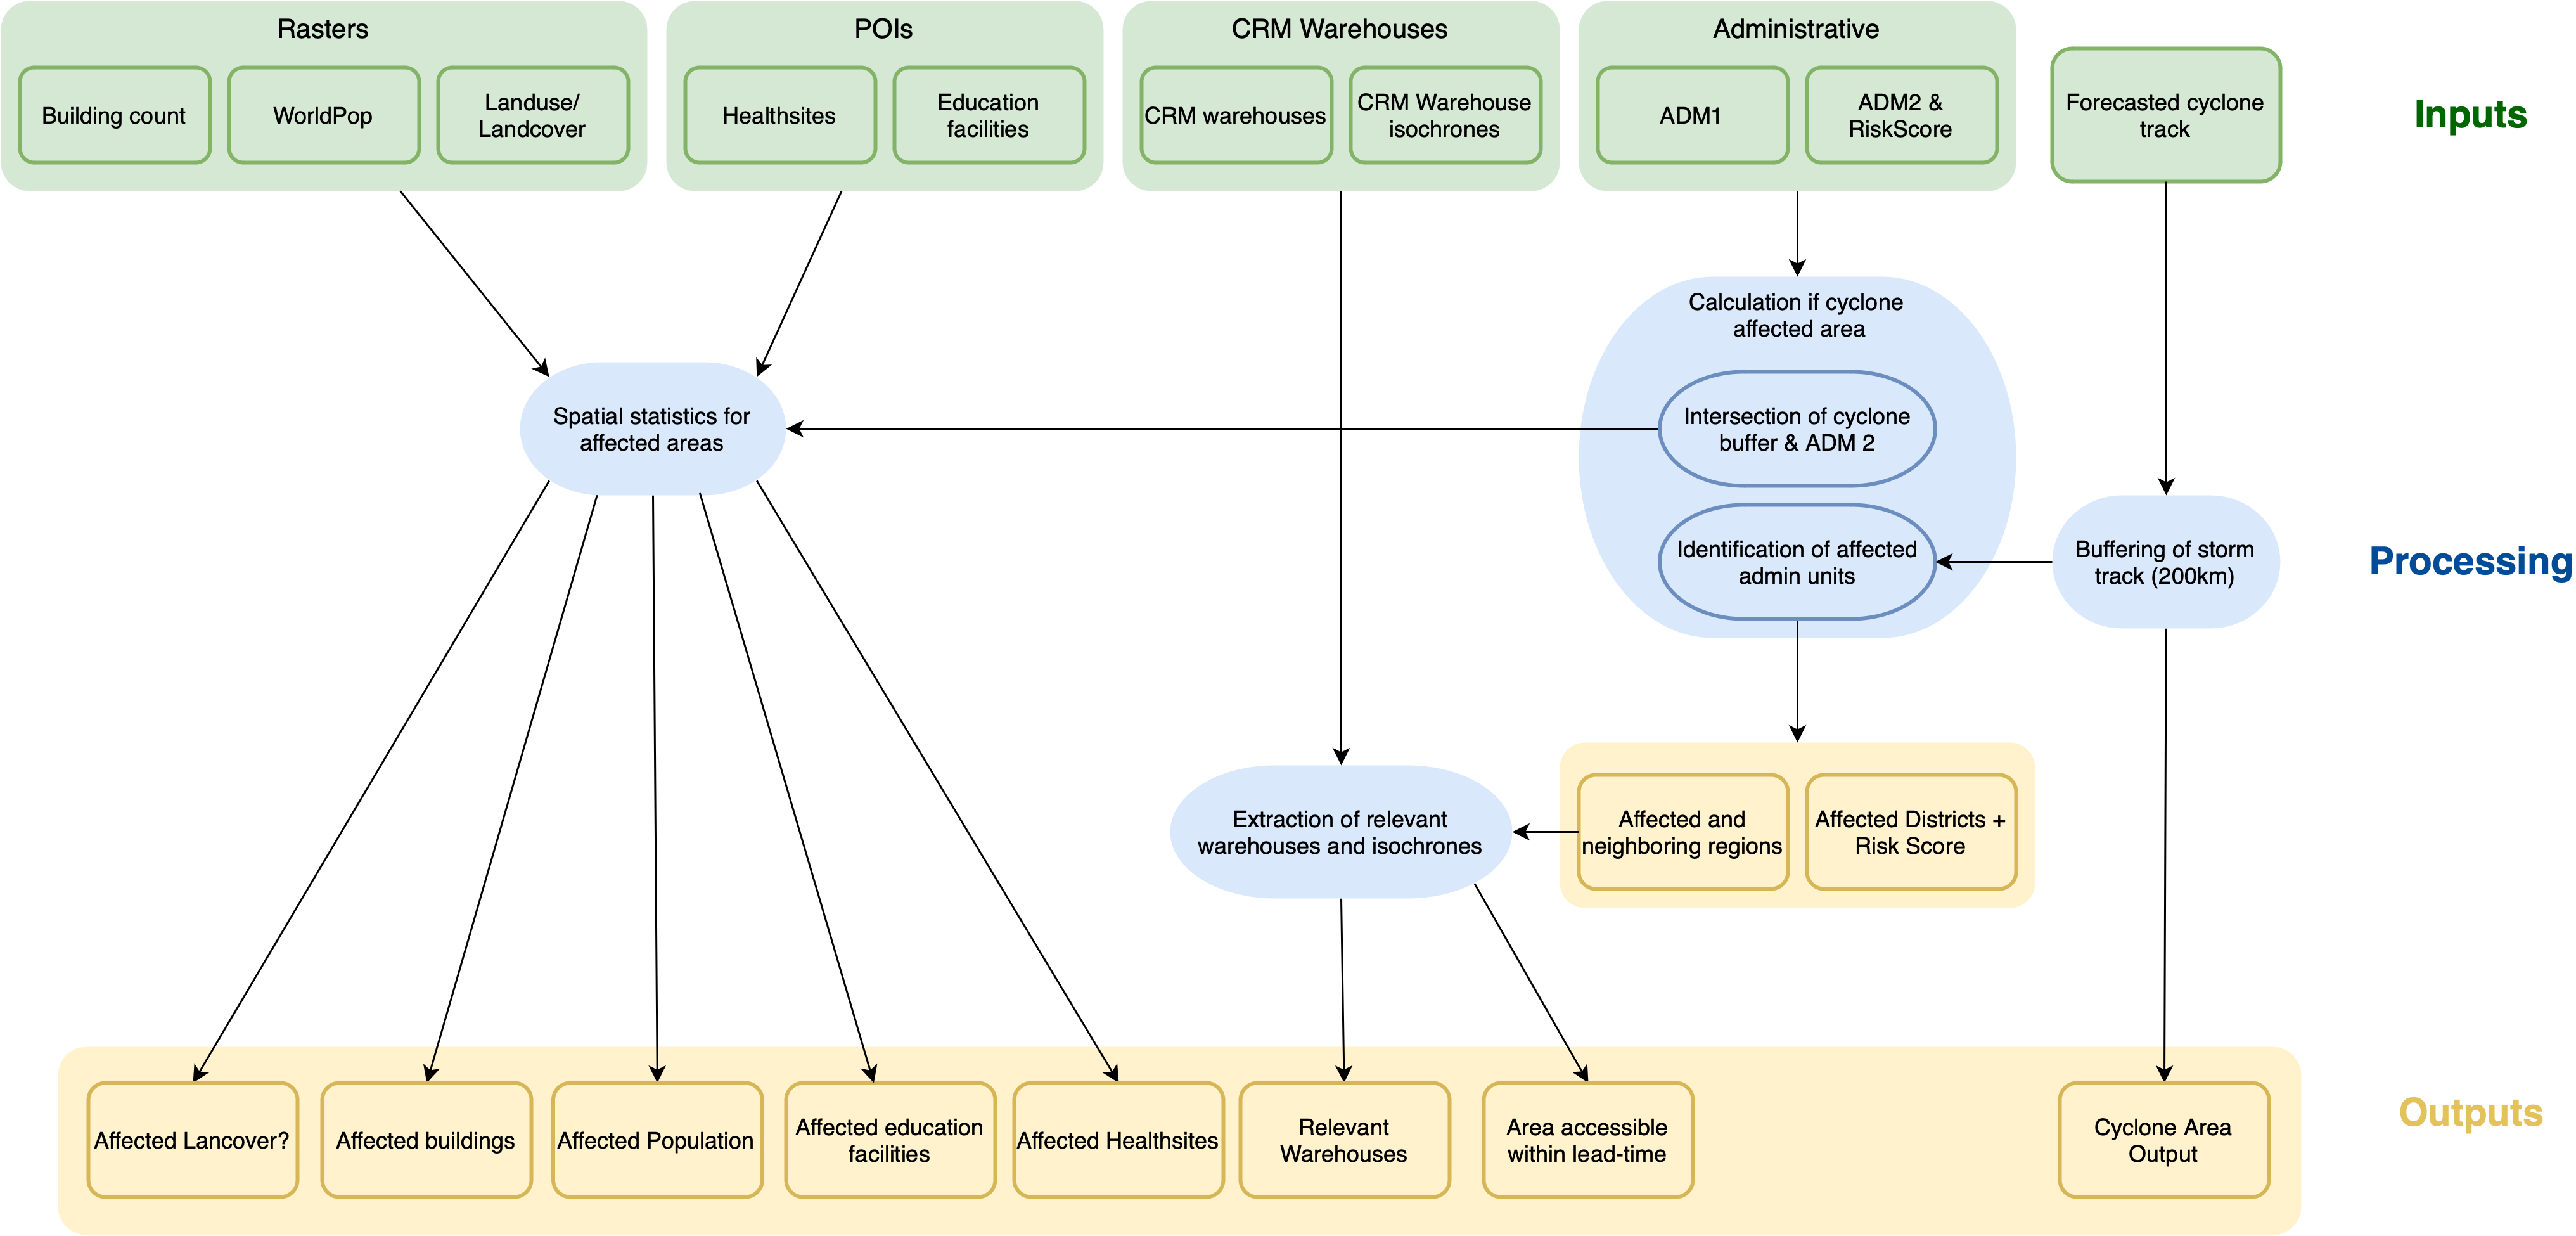 Rasters
Building count
WorldPop
Landuse/
Landcover
POIs
Healthsites
Education
facilities
CRM Warehouses
CRM warehouses
CRM Warehouse
isochrones
Administrative
ADM1
ADM2 &
RiskScore
Forecasted cyclone
track
Inputs
Calculation if cyclone
affected area
Spatial statistics for
affected areas
Intersection of cyclone
buffer & ADM 2
Identification of affected
admin units
Buffering of storm
track (200km)
Processing
Extraction of relevant
warehouses and isochrones
Affected and
neighboring regions
Affected Districts +
Risk Score
Affected Lancover?
Affected buildings
Affected Population
Affected education
facilities
Affected Healthsites
Relevant
Warehouses
Area accessible
within lead-time
Cyclone Area
Output
Outputs